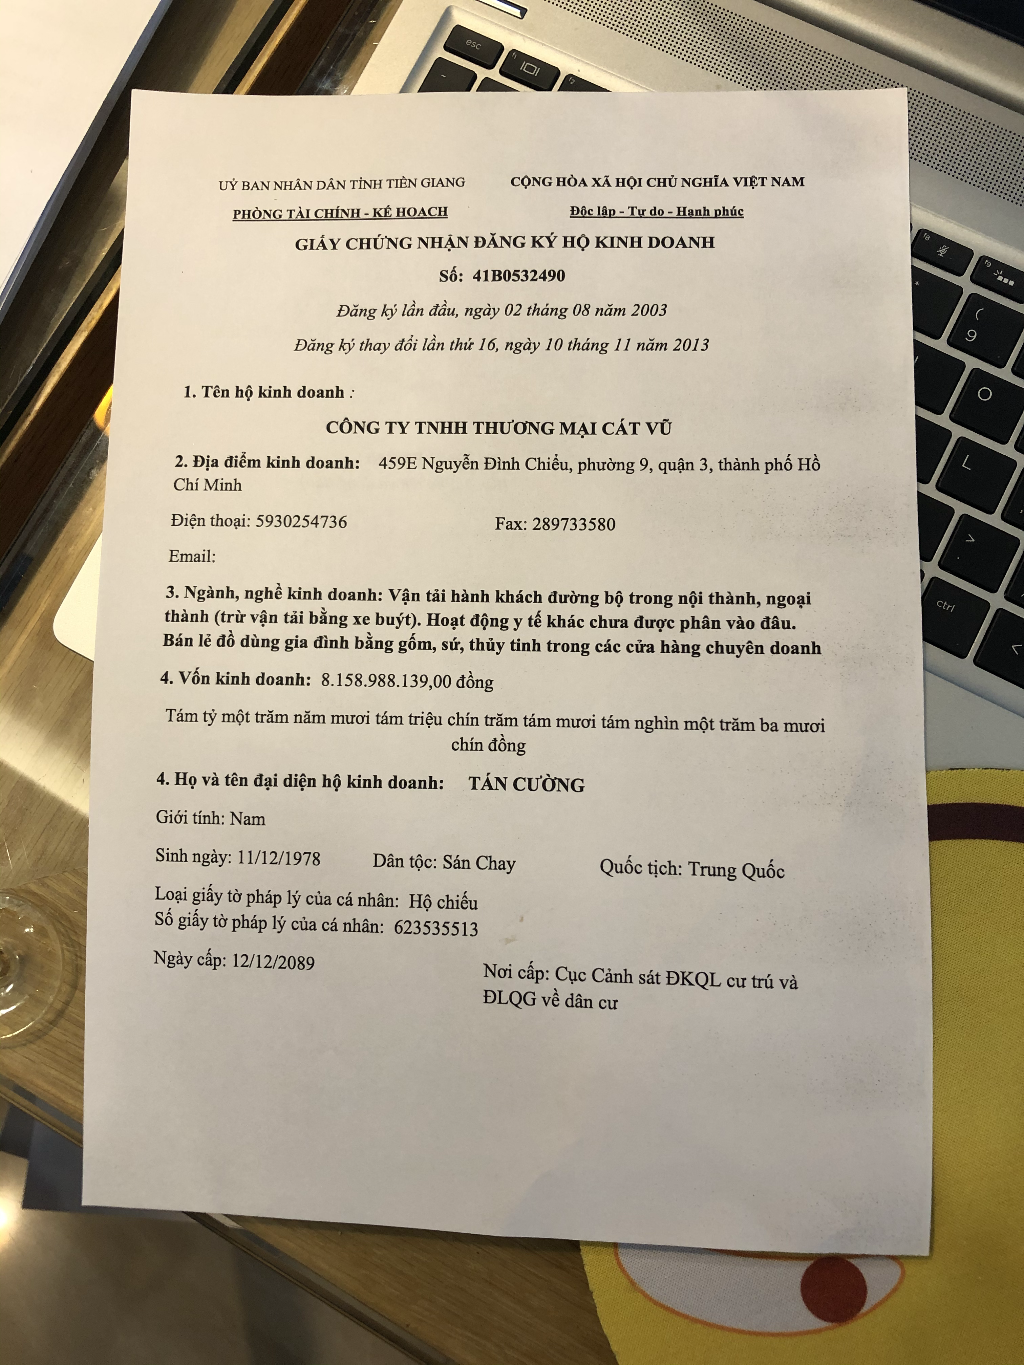 UỶ BAN NHÂN DÂN TỈNH TIỀN GIANG
CỘNG HÒA XÃ HỘI CHỦ NGHĨA VIỆT NAM
PHÒNG TÀI CHÍNH - KẾ HOẠCH
Độc lập - Tự do - Hạnh phúc
GIẤY CHỨNG NHẬN ĐĂNG KÝ HỘ KINH DOANH
Số: 41B0532490
Đăng ký lần đầu, ngày 02 tháng 08 năm 2003
Đăng ký thay đổi lần thứ 16, ngày 10 tháng 11 năm 2013
1. Tên hộ kinh doanh :
CÔNG TY TNHH THƯƠNG MẠI CÁT VŨ
2. Địa điểm kinh doanh: 459E Nguyễn Đình Chiểu, phường 9, quận 3, thành phố Hồ
Chí Minh
Điện thoại: 5930254736
Fax: 289733580
Email:
3. Ngành, nghề kinh doanh: Vận tải hành khách đường bộ trong nội thành, ngoại
thành (trừ vận tải bằng xe buýt). Hoạt động y tế khác chưa được phân vào đâu.
Bán lẻ đồ dùng gia đình bằng gốm, sứ, thủy tinh trong các cửa hàng chuyên doanh
4. Vốn kinh doanh: 8.158.988.139,00 đồng
Tám tỷ một trăm năm mươi tám triệu chín trăm tám mươi tám nghìn một trăm ba mươi
chín đồng
4. Họ và tên đại diện hộ kinh doanh: TÁN CƯỜNG
Giới tính: Nam
Sinh ngày: 11/12/1978
Dân tộc: Sán Chay
Quốc tịch: Trung Quốc
Loại giấy tờ pháp lý của cá nhân: Hộ chiếu
Số giấy tờ pháp lý của cá nhân: 623535513
Ngày cấp: 12/12/2089
Nơi cấp: Cục Cảnh sát ĐKQL cư trú và
ĐLQG về dân cư
esc
f8
f9
(
9
O
L
>
.
ctrl
<